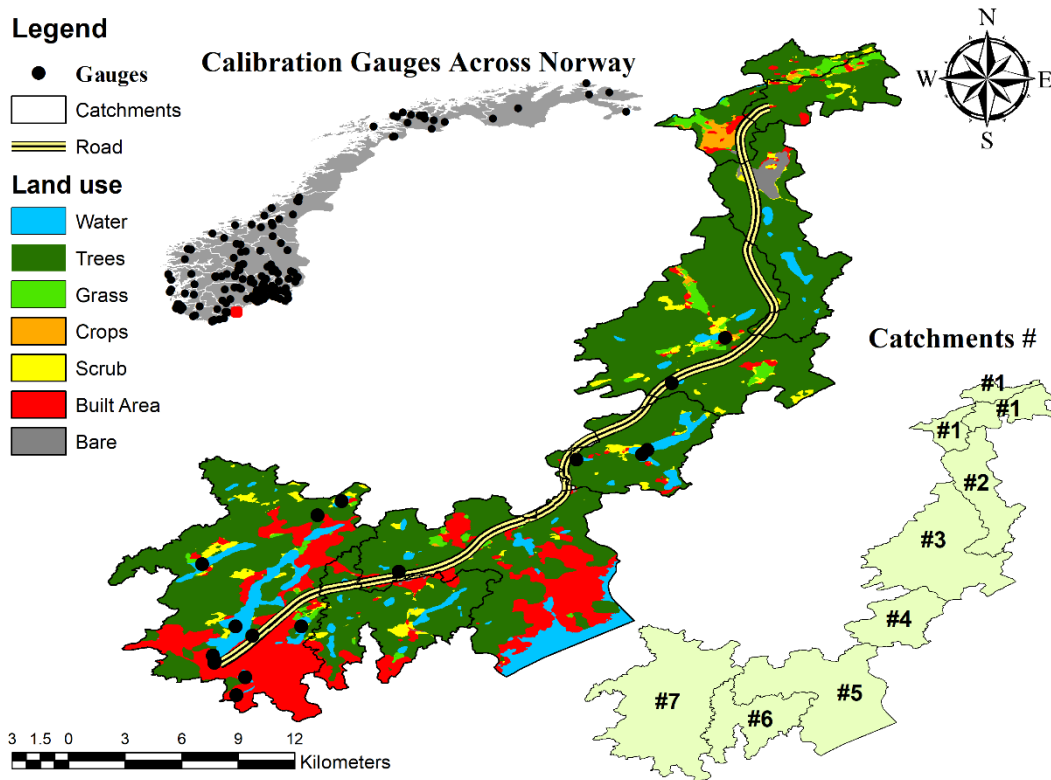 Legend
Gauges
Catchments
Road
Land use
Water
Trees
Grass
Crops
Scrub
Built Area
Bare
Calibration Gauges Across Norway
N
W E
S
Catchments #
#1
#1
#1
#2
#3
#4
#5
#6
#7
3 1.5 0 3 6 9 12
Kilometers